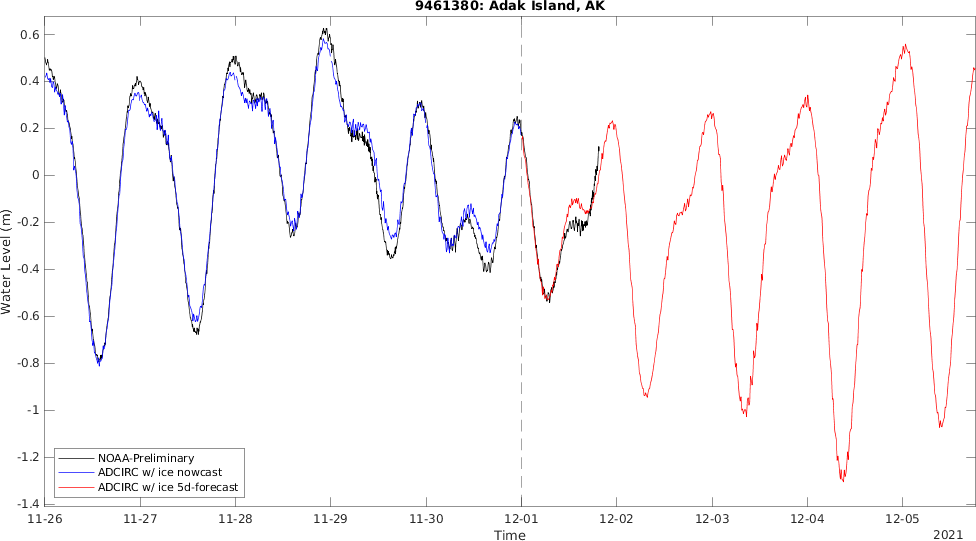 9461380: Adak Island, AK
Water Level (m)
0.6
0.4
0.2
0
-0.2
-0.4
-0.6
-0.8
-1
-1.2
-1.4
NOAA-Preliminary
ADCIRC w/ ice nowcast
ADCIRC w/ ice 5d-forecast
11-26 11-27 11-28 11-29 11-30 12-01 12-02 12-03 12-04 12-05
Time
2021